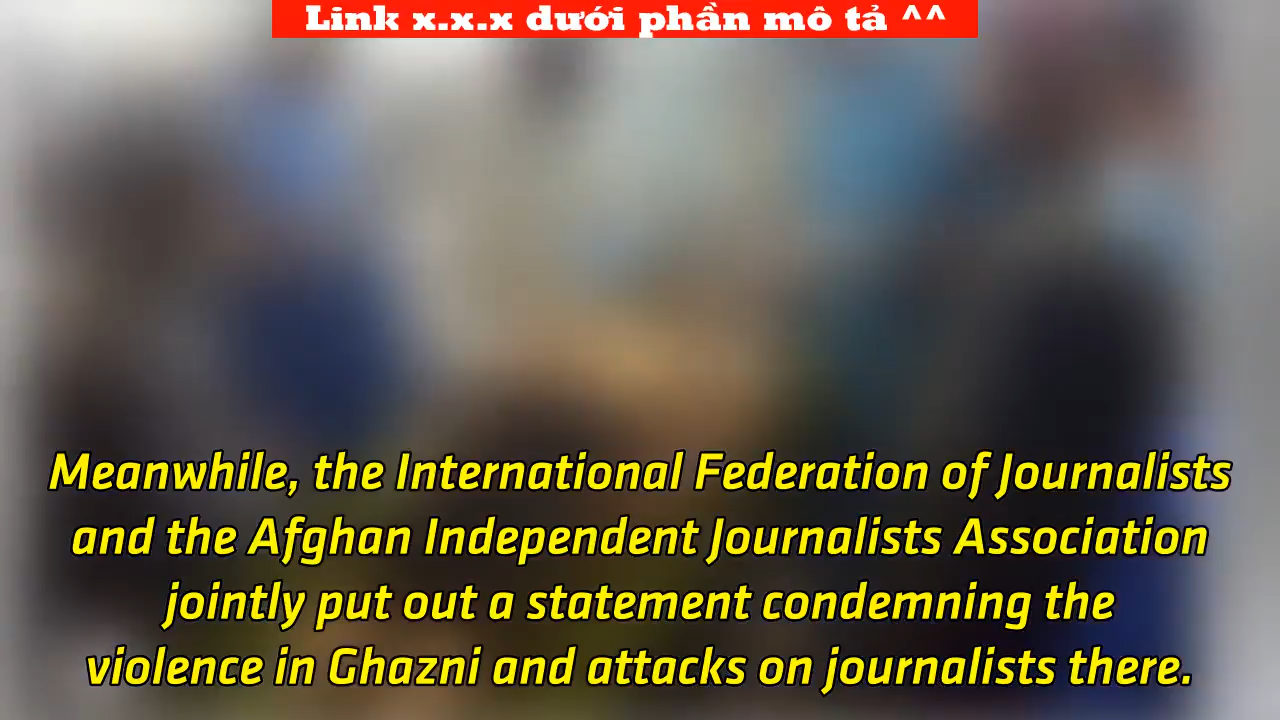 Link x.x.x dưới phần mô tả ^^
Meanwhile, the International Federation of Journalists
and the Afghan Independent Journalists Association
jointly put out a statement condemning the
violence in Ghazni and attacks on journalists there.